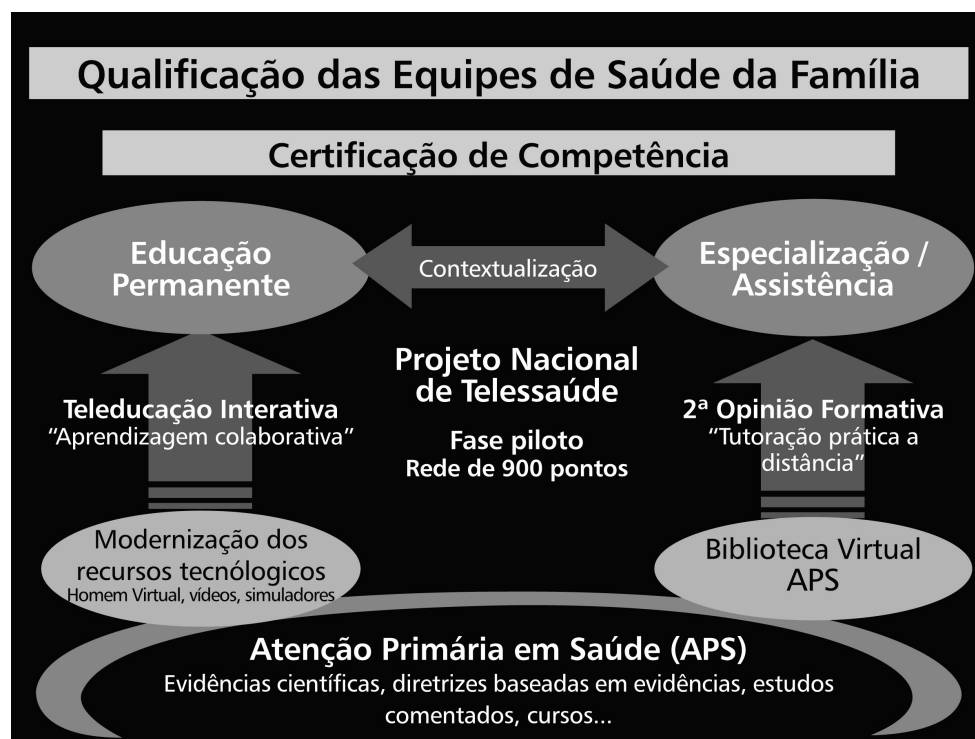 Qualificação das Equipes de Saúde da Família
Certificação de Competência
Educação
Permanente
Contextualização
Especialização /
Assistência
Projeto Nacional
de Telessaúde
Fase piloto
Rede de 900 pontos
Teleducação Interativa
“Aprendizagem colaborativa”
2ª Opinião Formativa
“Tutoração prática a
distância”
Modernização dos
recursos tecnólogicos
Homem Virtual, vídeos, simuladores
Biblioteca Virtual
APS
Atenção Primária em Saúde (APS)
Evidências científicas, diretrizes baseadas em evidências, estudos
comentados, cursos...